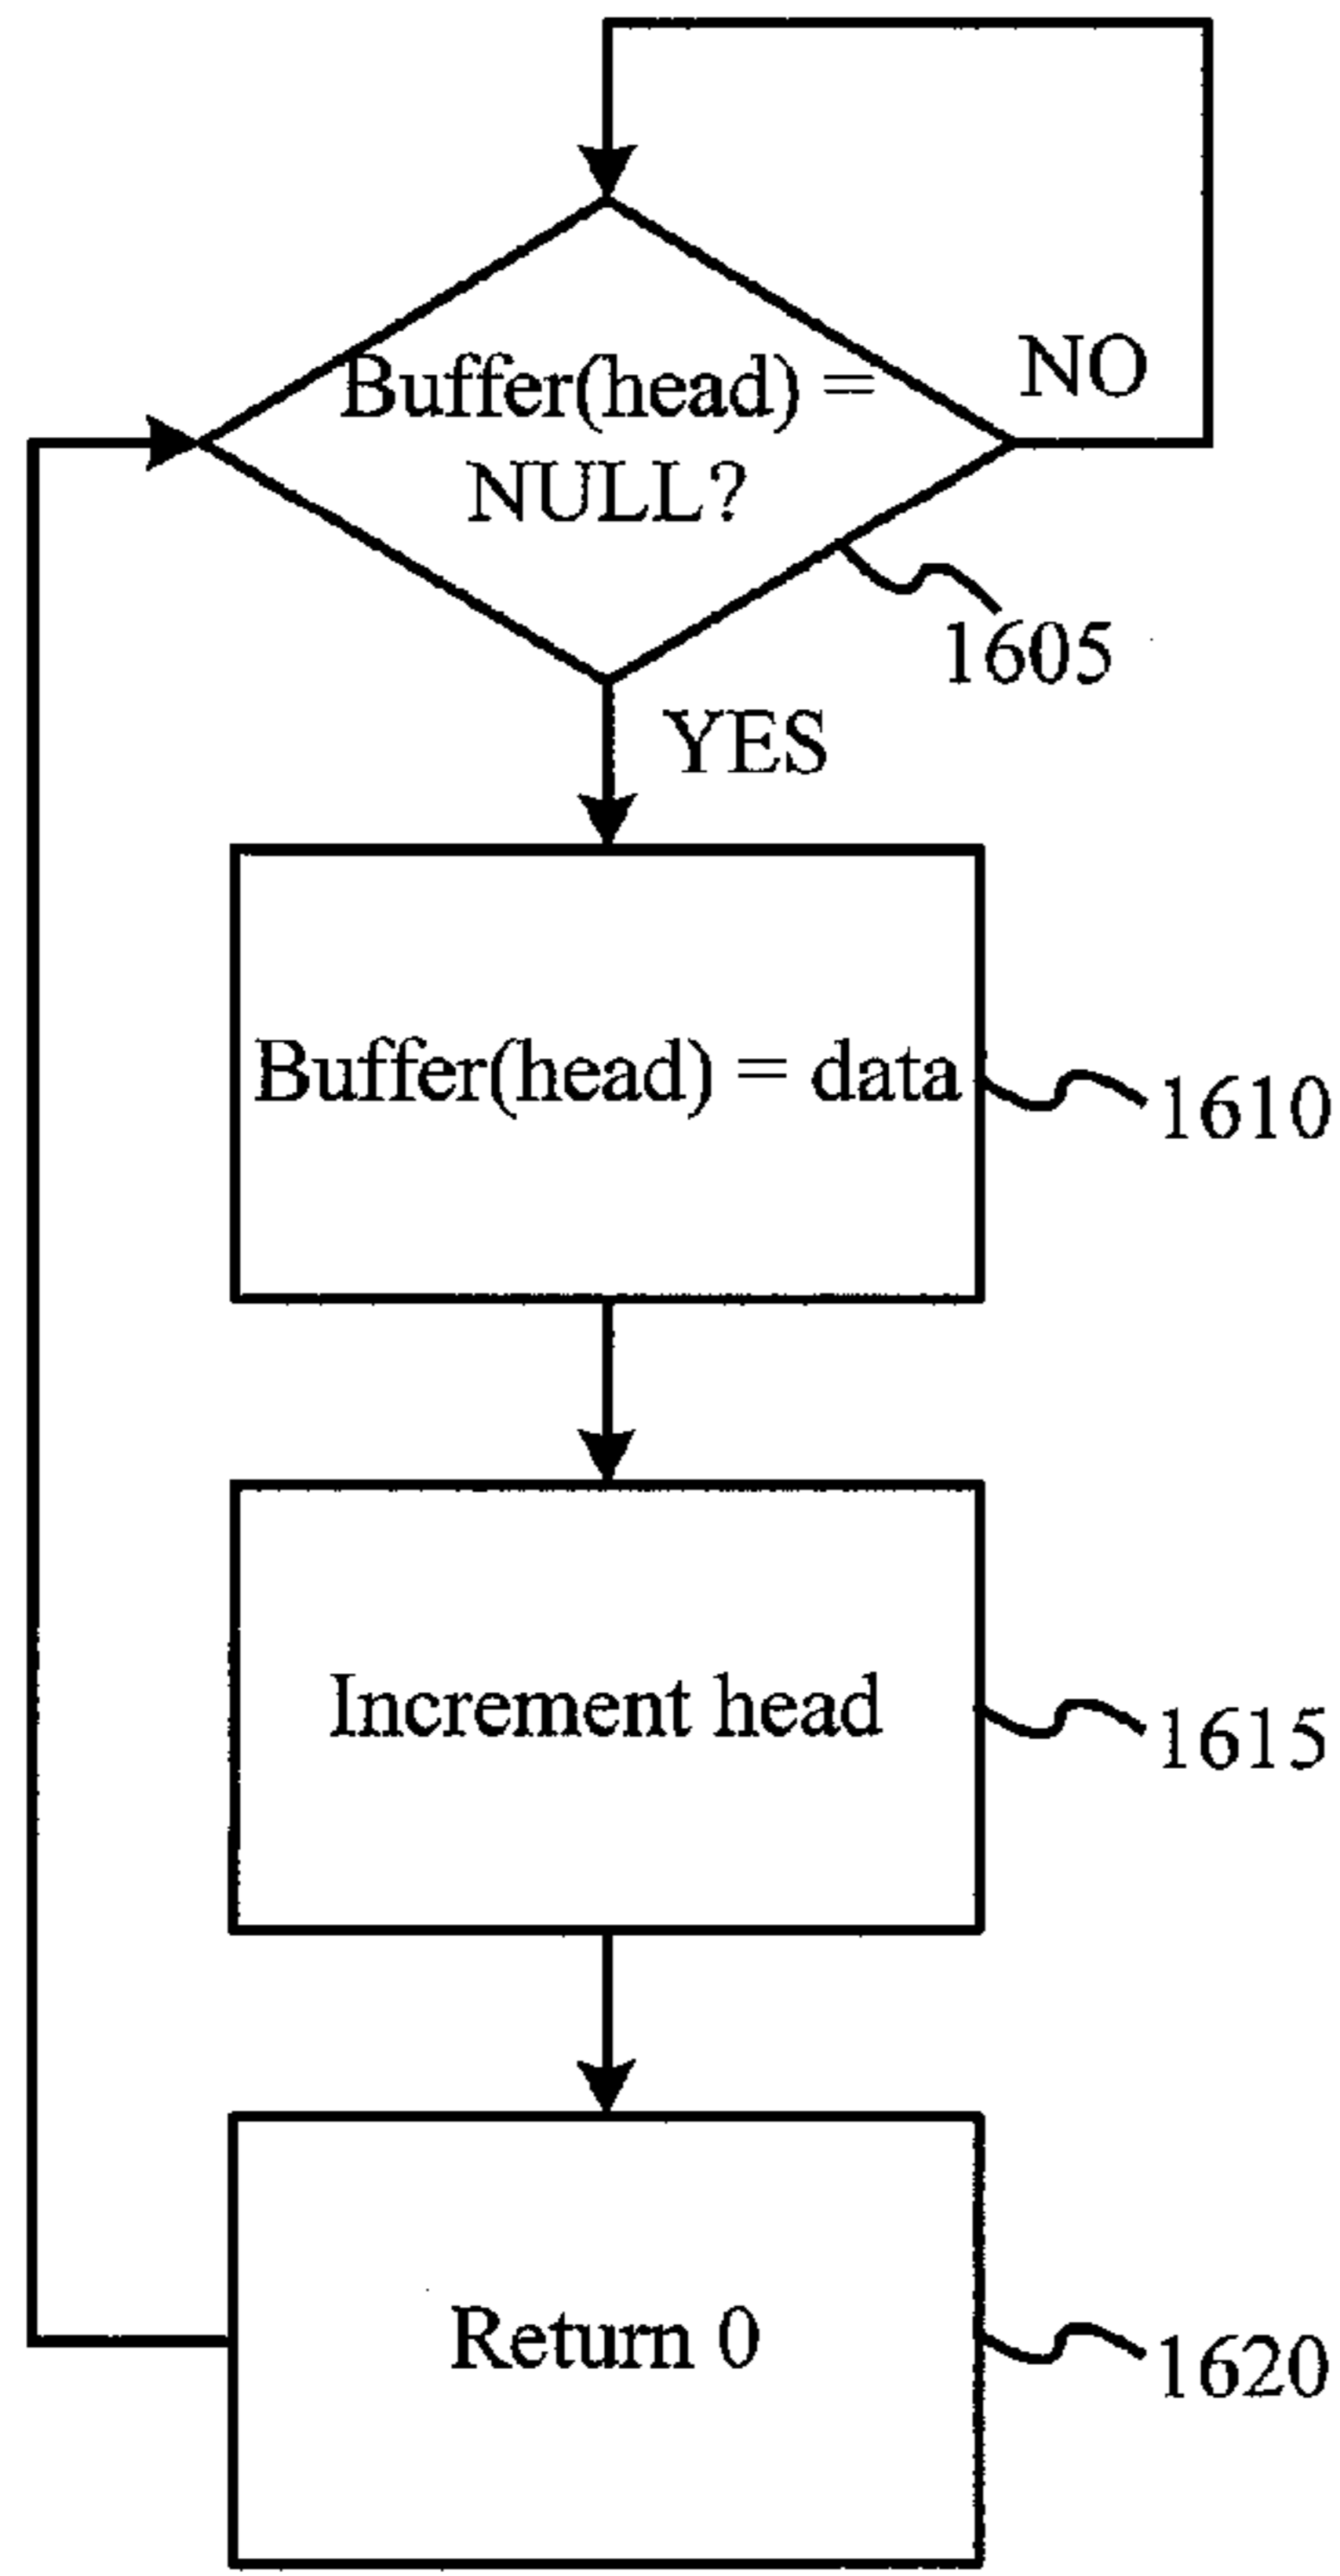 Buffer(head) =
NULL?
NO
1605
YES
Buffer(head) = data
1610
Increment head
1615
Return 0
1620